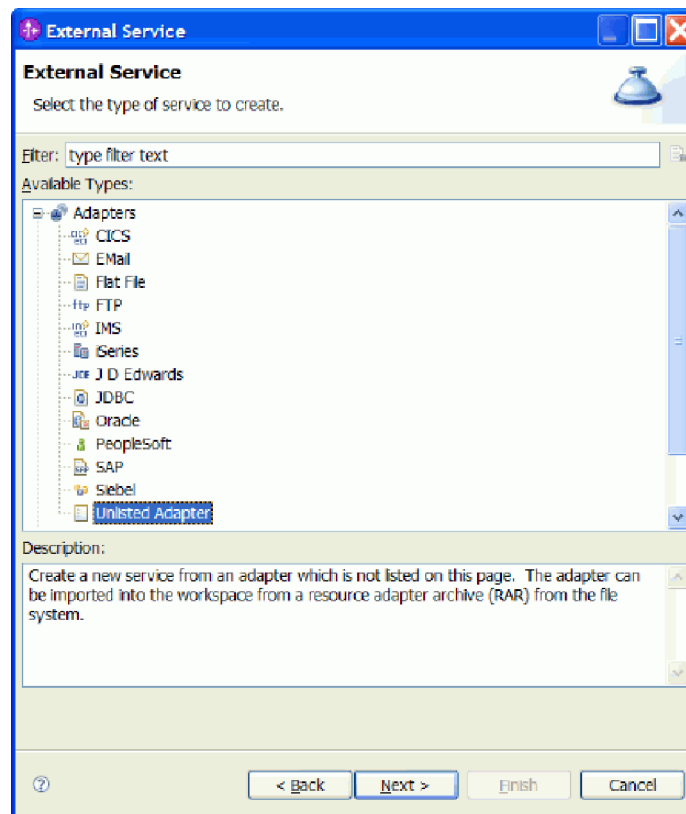 External Service
External Service
Select the type of service to create.
Filter: type filter text
Available Types:
Adapters
CICS
EMail
Flat File
FTP
IMS
iSeries
J D Edwards
JDBC
Oracle
PeopleSoft
SAP
Siebel
Unlisted Adapter
Description:
Create a new service from an adapter which is not listed on this page. The adapter can
be imported into the workspace from a resource adapter archive (RAR) from the file
system.
< Back Next > Finish Cancel